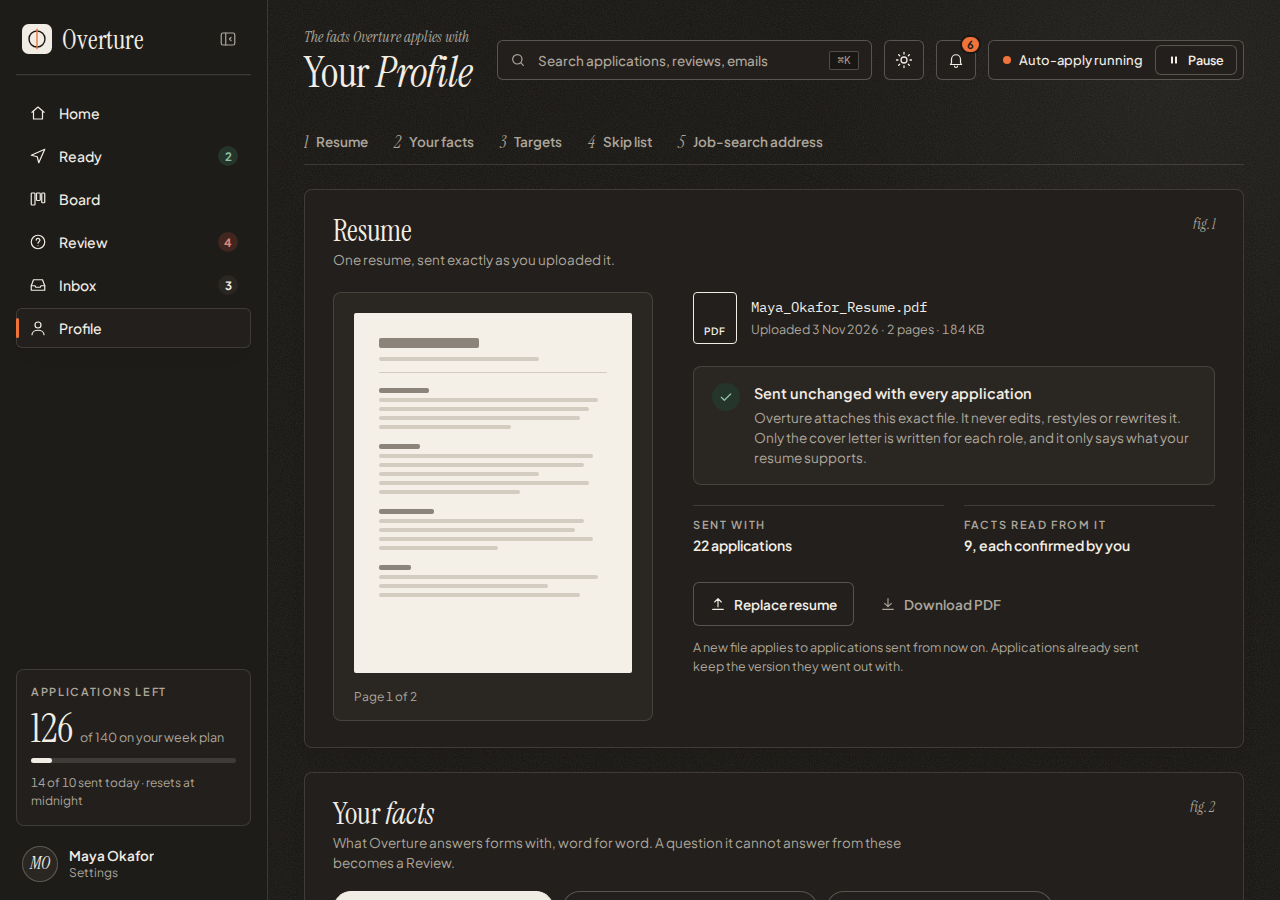 Overture
Home
Ready 2
Board
Review 4
Inbox 3
Profile
APPLICATIONS LEFT
126 of 140 on your week plan
14 of 10 sent today · resets at
midnight
MO
Maya Okafor
Settings
The facts Overture applies with
Your Profile
Search applications, reviews, emails ⌘K
6
Auto-apply running
Pause
1 Resume
2 Your facts
3 Targets
4 Skip list
5 Job-search address
Resume
fig. 1
One resume, sent exactly as you uploaded it.
Page 1 of 2
PDF
Maya_Okafor_Resume.pdf
Uploaded 3 Nov 2026 · 2 pages · 184 KB
Sent unchanged with every application
Overture attaches this exact file. It never edits, restyles or rewrites it.
Only the cover letter is written for each role, and it only says what your
resume supports.
SENT WITH
22 applications
FACTS READ FROM IT
9, each confirmed by you
Replace resume
Download PDF
A new file applies to applications sent from now on. Applications already sent
keep the version they went out with.
Your facts
fig. 2
What Overture answers forms with, word for word. A question it cannot answer from these
becomes a Review.